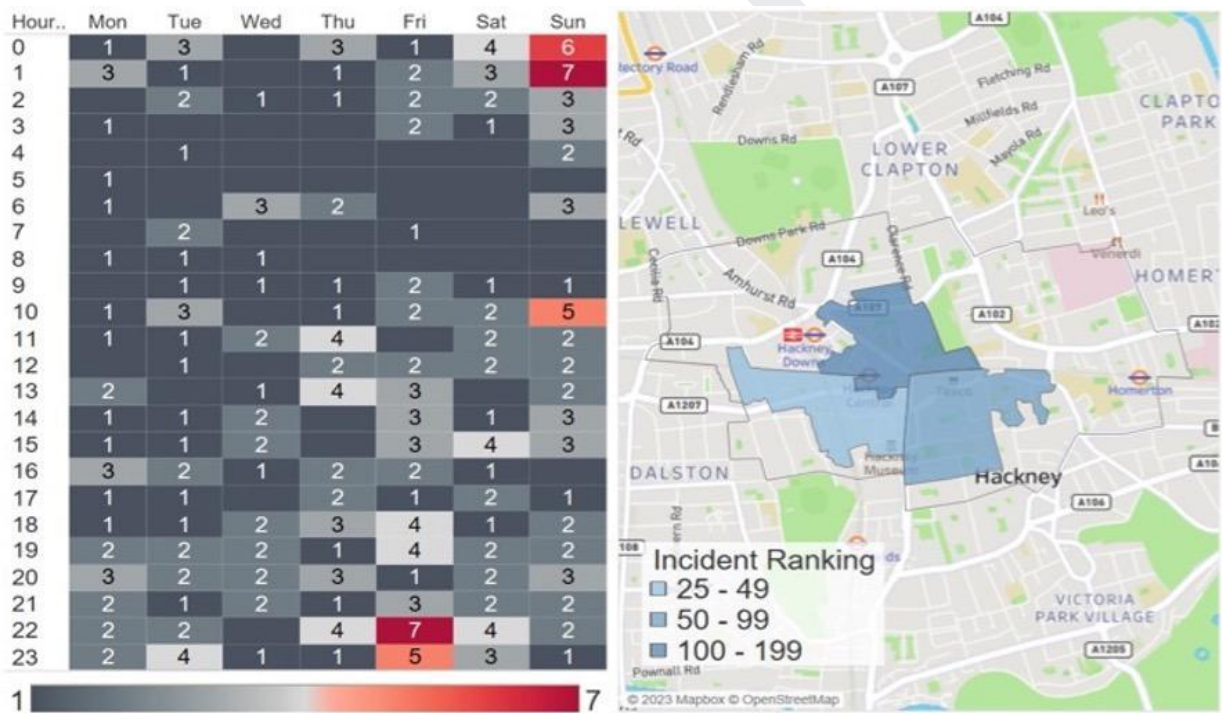 Hour.. Mon Tue Wed Thu Fri Sat Sun
0 1 3 3 1 4 6
1 3 1 1 2 3 7
2 2 1 1 2 2 3
3 1 2 1 3
4 1 2
5 1
6 1 3 2 3
7 2 1
8 1 1 1
9 1 1 1 2 1 1
10 1 3 1 2 2 5
11 1 1 2 4 2 2
12 1 2 2 2 2
13 2 1 4 3 2
14 1 1 2 3 1 3
15 1 1 2 3 4 3
16 3 2 1 2 2 1
17 1 1 2 1 2 1
18 1 1 2 3 4 1 2
19 2 2 2 1 4 2 2
20 3 2 2 3 1 2 3
21 2 1 2 1 3 2 2
22 2 2 4 7 4 2
23 2 4 1 1 5 3 1
1 7
A104
Rectory Road
Rendlesham Rd
A107
Fletching Rd
Millfields Rd
CLAPTO
PARK
Downs Rd
Mayola Rd
LOWER
CLAPTON
Leo's
LEWELL
Downs Park Rd
Clarence Rd
Venerdi
Cecilia Rd
A104
HOMERT
Amhurst Rd
A107
A102
A102
A104
Hackney
Downs
Tesco
Central
Homerton
A1207
Hackney
Museum
DALSTON
Hackney
A106
Incident Ranking
25 - 49
50 - 99
100 - 199
VICTORIA
PARK VILLAGE
A1205
Pownall Rd
© 2023 Mapbox © OpenStreetMap